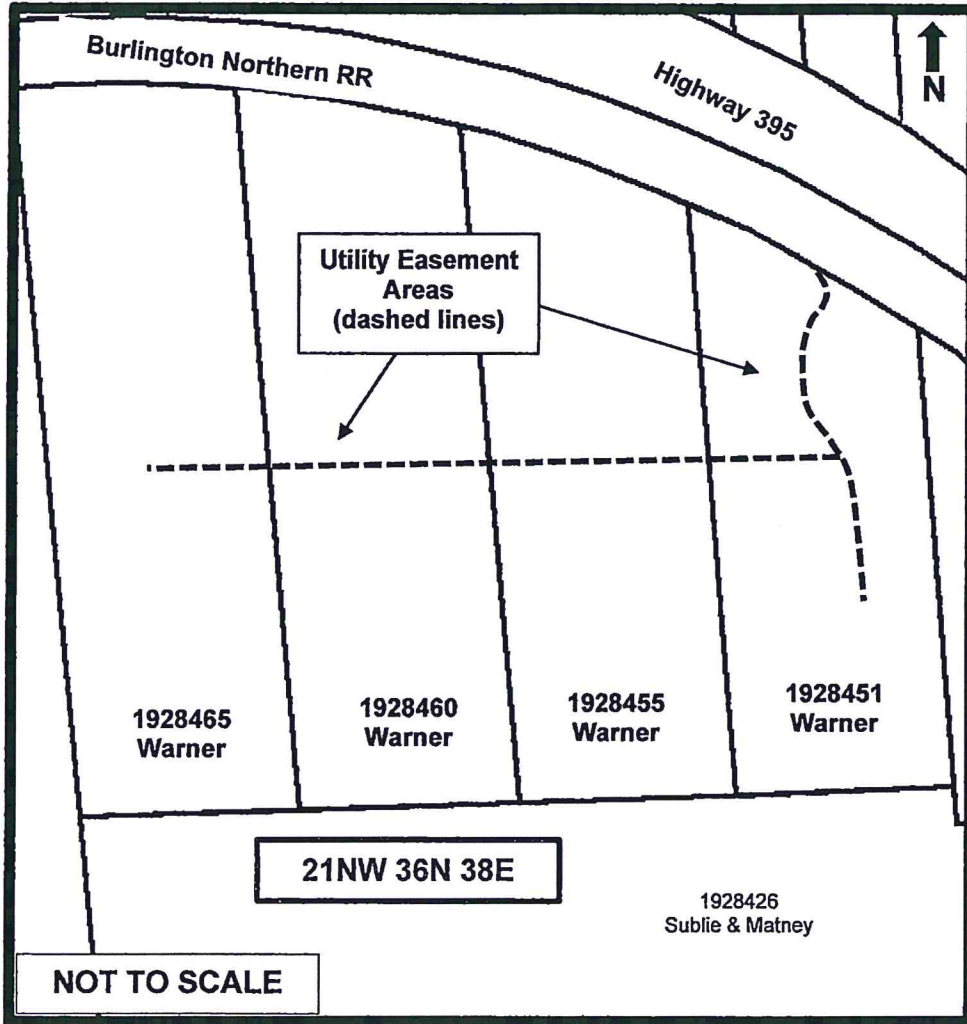 Burlington Northern RR
Highway 395
N
Utility Easement
Areas
(dashed lines)
1928465
Warner
1928460
Warner
1928455
Warner
1928451
Warner
21NW 36N 38E
1928426
Sublie & Matney
NOT TO SCALE